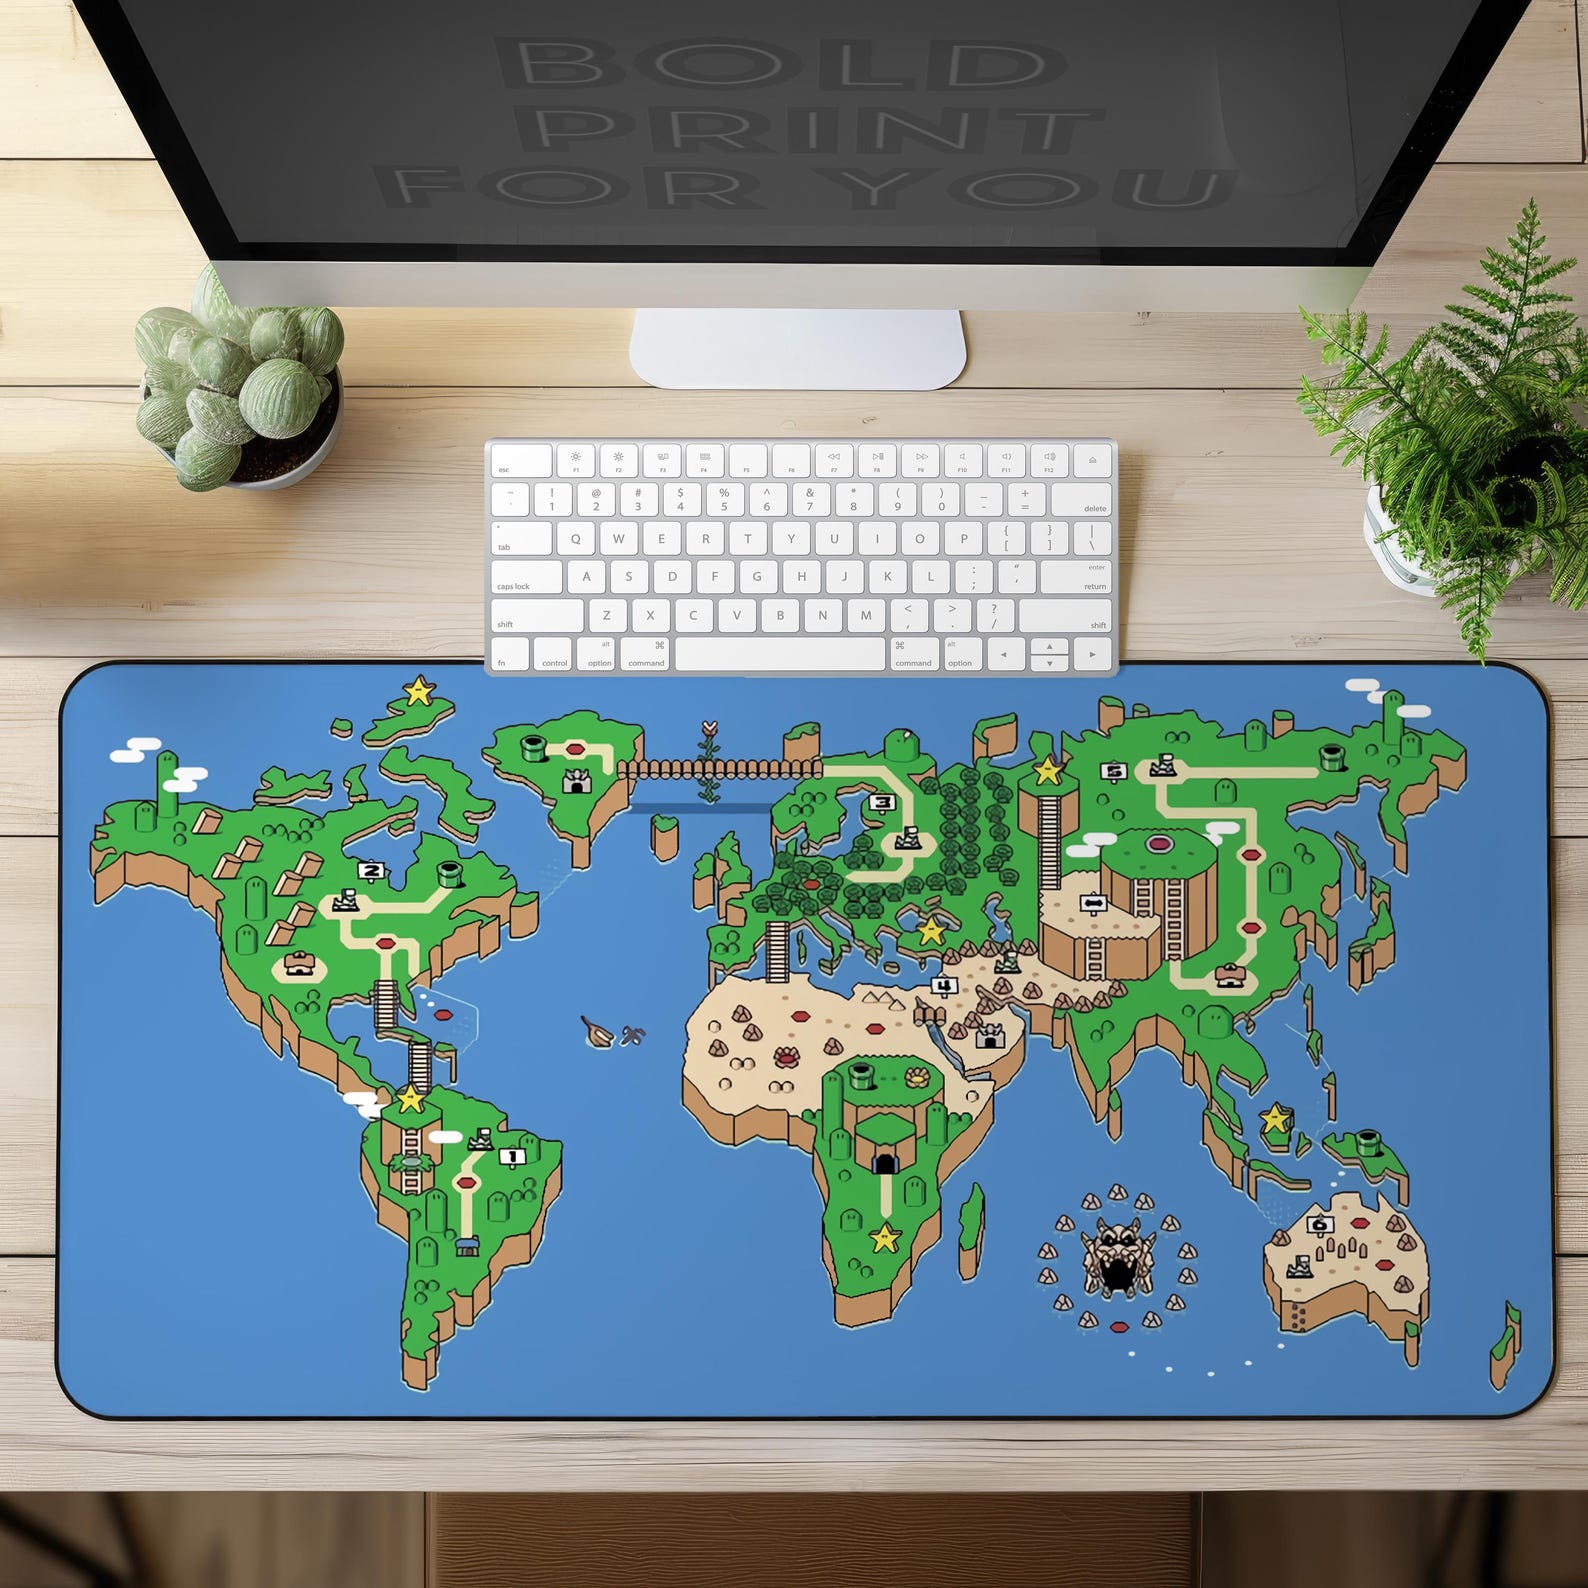 BOLD
PRINT
FOR YOU
esc F1 F2 F3 F4 F5 F6 F7 F8 F9 F10 F11 F12
~ ! @ # $ % ^ & * ( ) _ +
` 1 2 3 4 5 6 7 8 9 0 - = delete
tab Q W E R T Y U I O P { [ } ] | \
caps lock A S D F G H J K L : ; " ' enter return
shift Z X C V B N M < , > . ? / shift
fn control alt option ⌘ command ⌘ command alt option
5
3
2
4
1
6